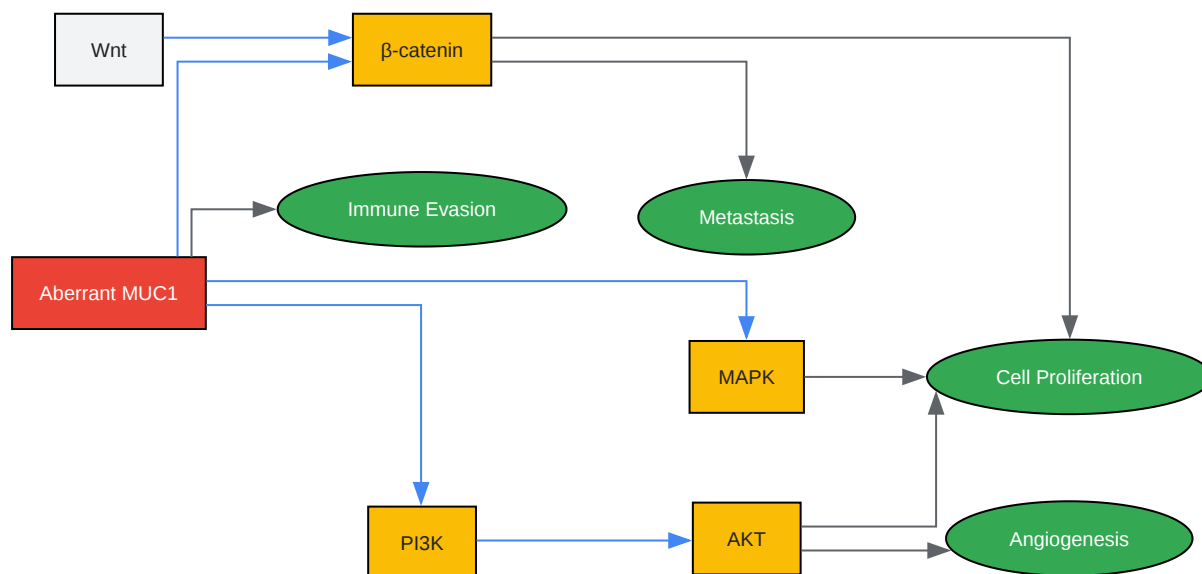 Wnt
β-catenin
Immune Evasion
Metastasis
Aberrant MUC1
MAPK
Cell Proliferation
PI3K
AKT
Angiogenesis